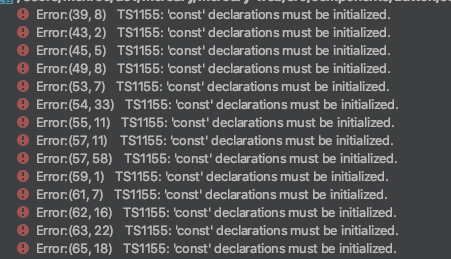 Error:(39, 8) TS1155: 'const' declarations must be initialized.
Error:(43, 2) TS1155: 'const' declarations must be initialized.
Error:(45, 5) TS1155: 'const' declarations must be initialized.
Error:(49, 8) TS1155: 'const' declarations must be initialized.
Error:(53, 7) TS1155: 'const' declarations must be initialized.
Error:(54, 33) TS1155: 'const' declarations must be initialized.
Error:(55, 11) TS1155: 'const' declarations must be initialized.
Error:(57, 11) TS1155: 'const' declarations must be initialized.
Error:(57, 58) TS1155: 'const' declarations must be initialized.
Error:(59, 1) TS1155: 'const' declarations must be initialized.
Error:(61, 7) TS1155: 'const' declarations must be initialized.
Error:(62, 16) TS1155: 'const' declarations must be initialized.
Error:(63, 22) TS1155: 'const' declarations must be initialized.
Error:(65, 18) TS1155: 'const' declarations must be initialized.